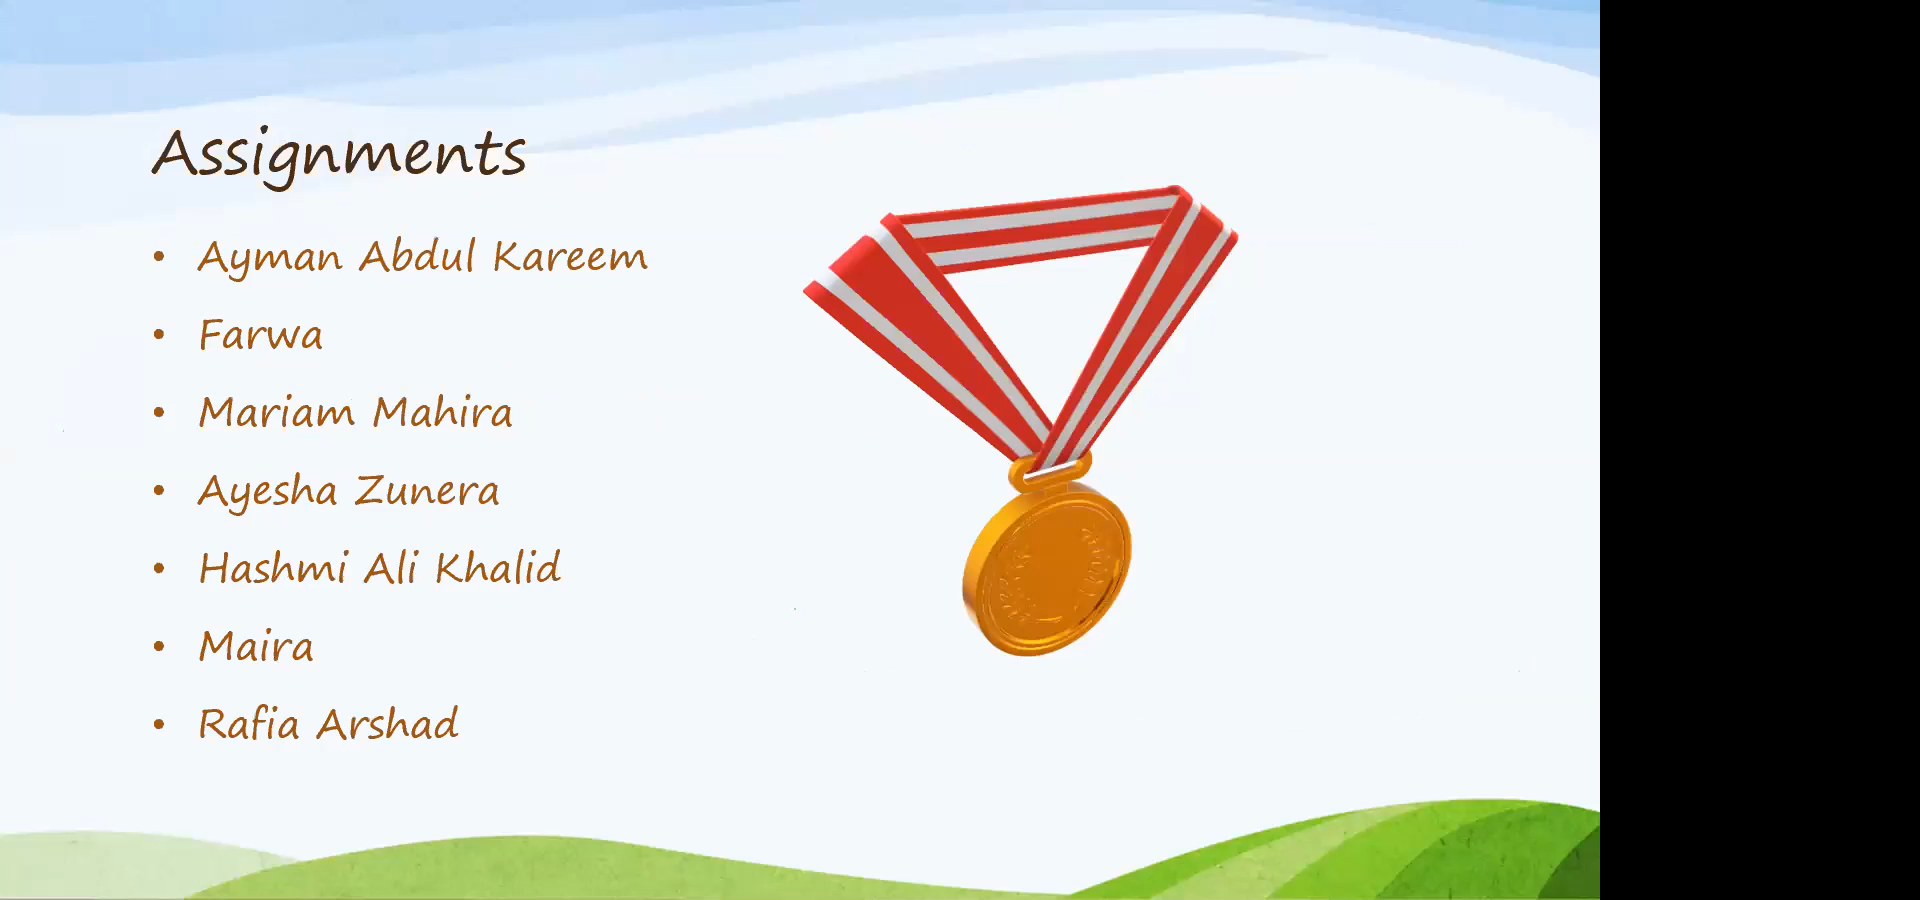 Assignments
• Ayman Abdul Kareem
• Farwa
• Mariam Mahira
• Ayesha Zunera
• Hashmi Ali Khalid
• Maira
• Rafia Arshad